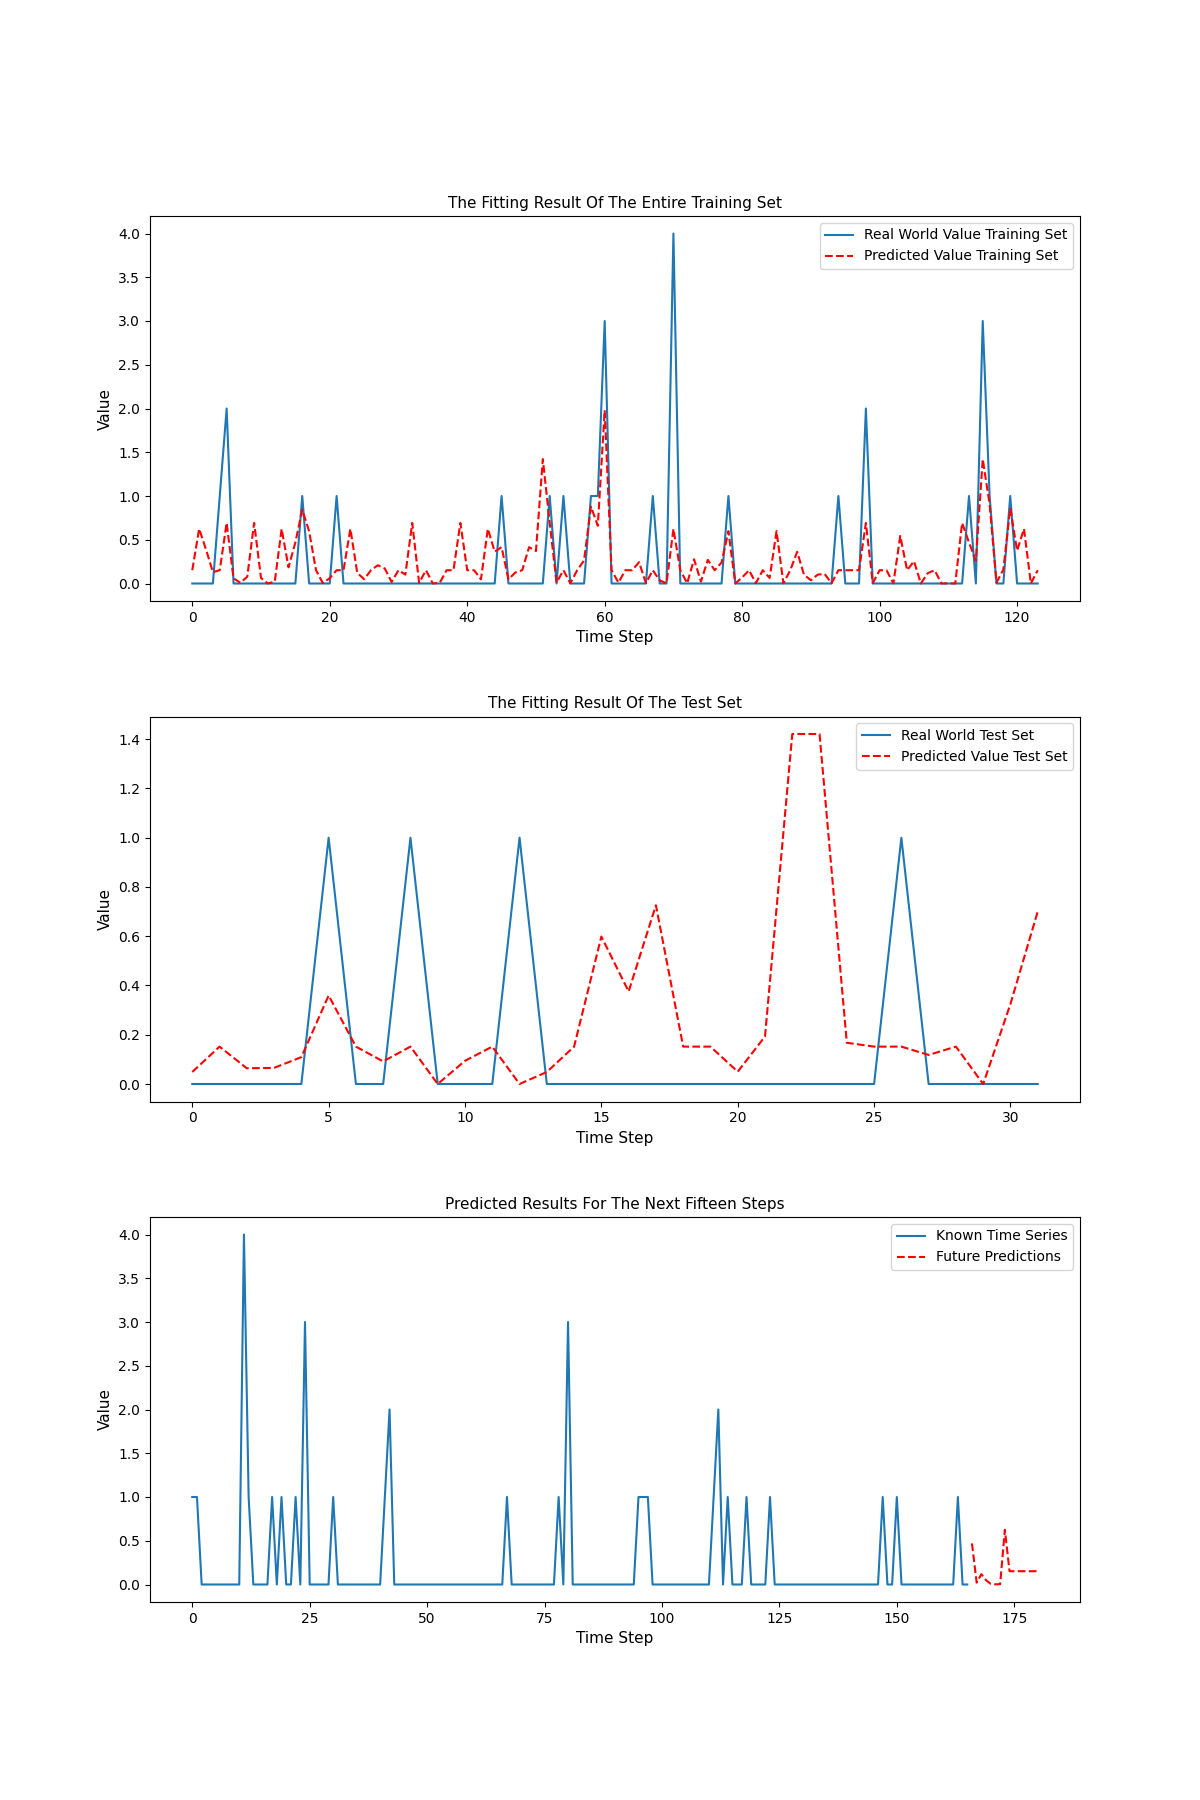 The Fitting Result Of The Entire Training Set
4.0
3.5
3.0
2.5
2.0
1.5
1.0
0.5
0.0
Value
Real World Value Training Set
Predicted Value Training Set
0 20 40 60 80 100 120
Time Step
The Fitting Result Of The Test Set
1.4
1.2
1.0
0.8
0.6
0.4
0.2
0.0
Value
Real World Test Set
Predicted Value Test Set
0 5 10 15 20 25 30
Time Step
Predicted Results For The Next Fifteen Steps
4.0
3.5
3.0
2.5
2.0
1.5
1.0
0.5
0.0
Value
Known Time Series
Future Predictions
0 25 50 75 100 125 150 175
Time Step